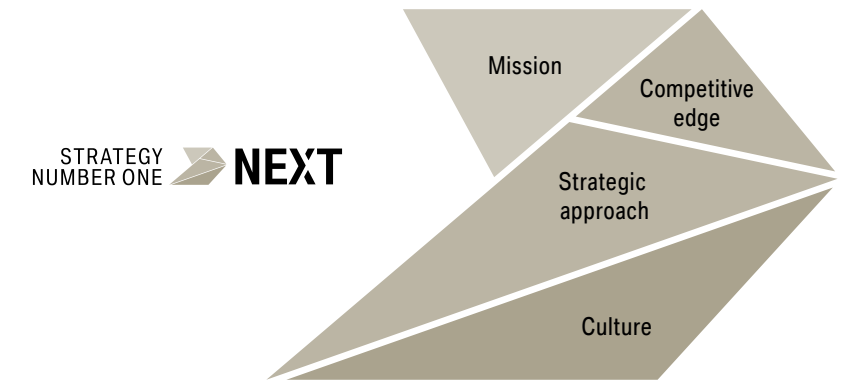 STRATEGY
NUMBER ONE
NEXT
Mission
Competitive
edge
Strategic
approach
Culture